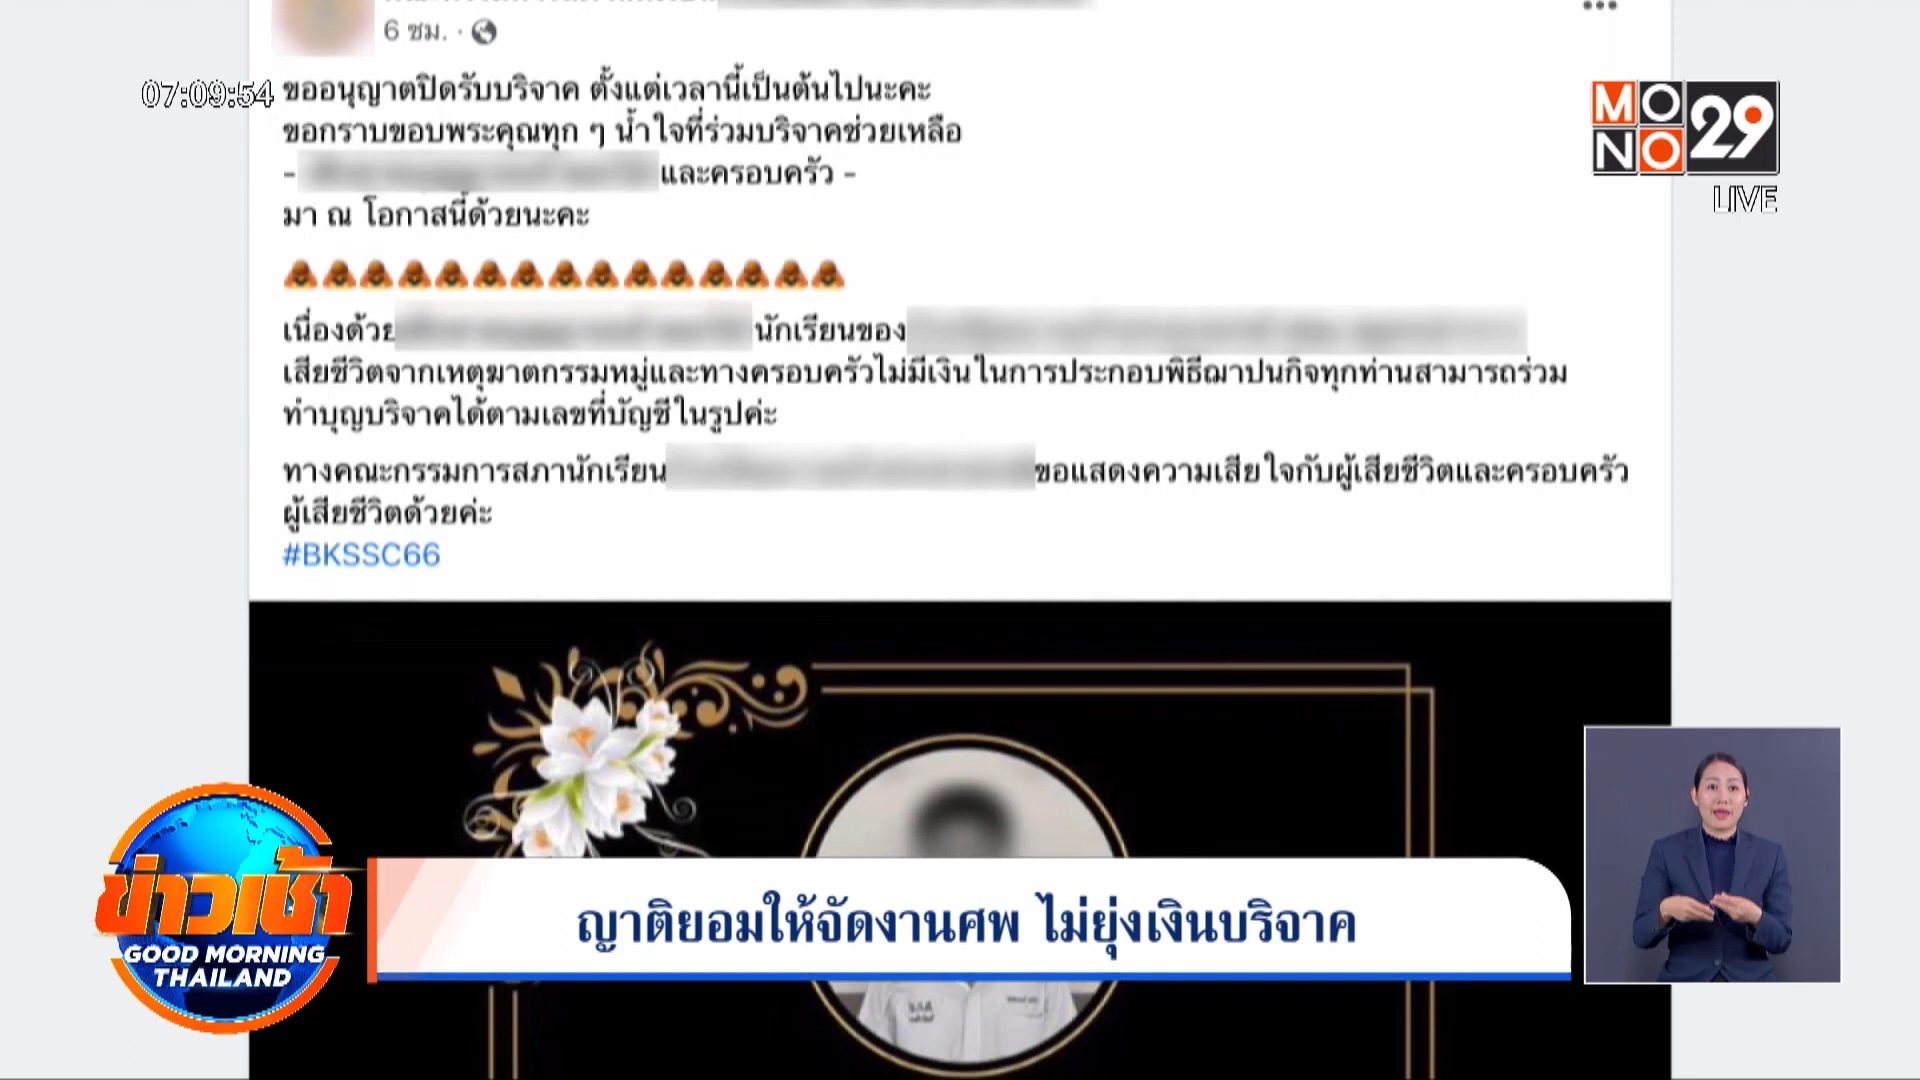 6 ชม.
07:09:54
ขออนุญาตปิดรับบริจาค ตั้งแต่เวลานี้เป็นต้นไปนะคะ
ขอกราบขอบพระคุณทุก ๆ น้ำใจที่ร่วมบริจาคช่วยเหลือ
- และครอบครัว -
มา ณ โอกาสนี้ด้วยนะคะ
MONO 29
LIVE
เนื่องด้วย นักเรียนของ
เสียชีวิตจากเหตุฆาตกรรมหมู่และทางครอบครัวไม่มีเงินในการประกอบพิธีฌาปนกิจทุกท่านสามารถร่วม
ทำบุญบริจาคได้ตามเลขที่บัญชีในรูปค่ะ
ทางคณะกรรมการสภานักเรียน ขอแสดงความเสียใจกับผู้เสียชีวิตและครอบครัว
ผู้เสียชีวิตด้วยค่ะ
#BKSSC66
ข่าวเช้า
GOOD MORNING
THAILAND
ญาติยอมให้จัดงานศพ ไม่ยุ่งเงินบริจาค